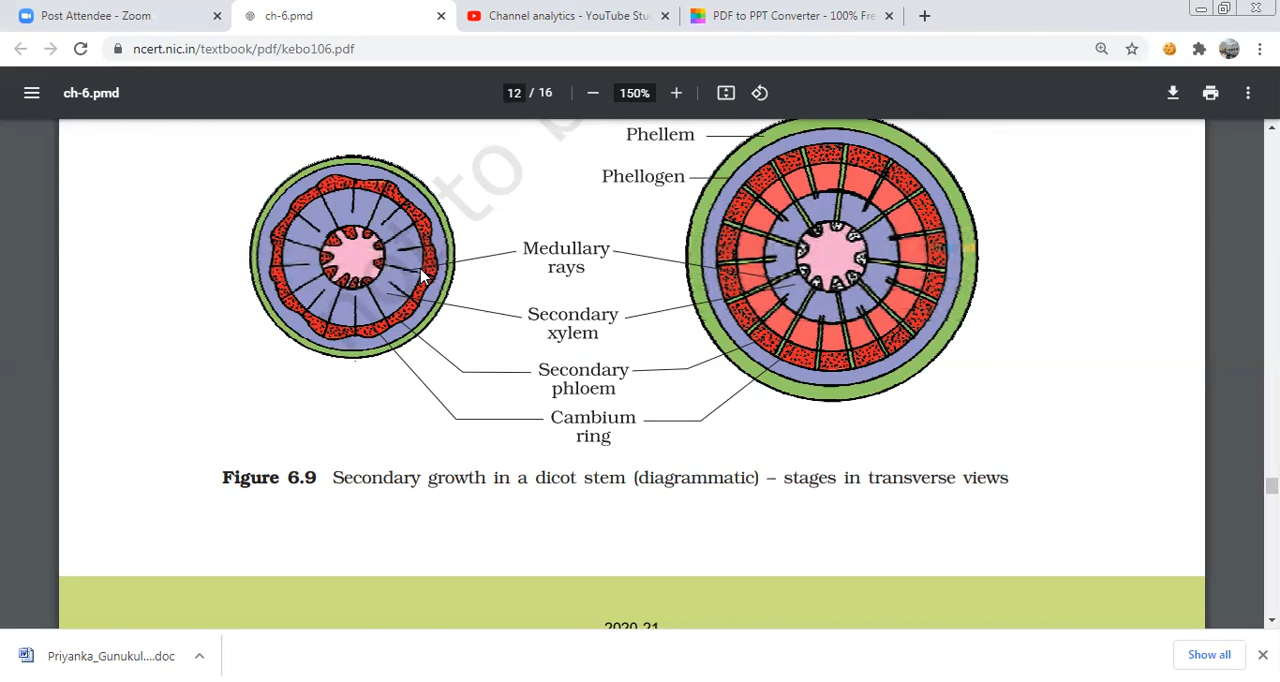 Post Attendee - Zoom
ch-6.pmd
Channel analytics - YouTube Stu
PDF to PPT Converter - 100% Fre
ncert.nic.in/textbook/pdf/kebo106.pdf
ch-6.pmd
12 / 16
150%
to b
Phellem
Phellogen
Medullary
rays
Secondary
xylem
Secondary
phloem
Cambium
ring
Figure 6.9 Secondary growth in a dicot stem (diagrammatic) – stages in transverse views
2020-21
Priyanka_Gunukul....doc
Show all